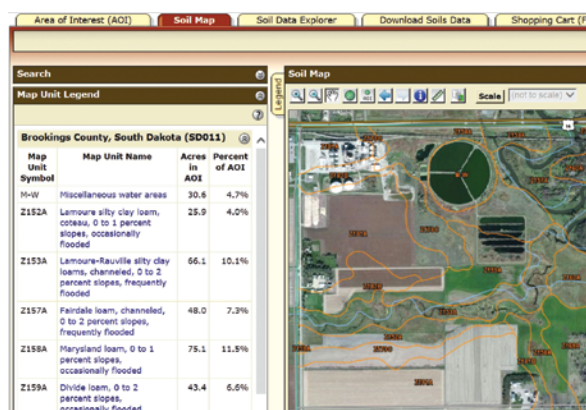 Area of Interest (AOI)
Soil Map
Soil Data Explorer
Download Soils Data
Shopping Cart (F
Search
Map Unit Legend
Brookings County, South Dakota (SD011)
Map Unit Symbol
Map Unit Name
Acres in AOI
Percent of AOI
M-W Miscellaneous water areas 30.6 4.7%
Z152A Lamoure silty clay loam, 25.9 4.0%
coteau, 0 to 1 percent
slopes, occasionally
flooded
Z153A Lamoure-Rauville silty clay 66.1 10.1%
loams, channeled, 0 to 2
percent slopes, frequently
flooded
Z157A Fairdale loam, channeled, 48.0 7.3%
0 to 2 percent slopes,
frequently flooded
Z158A Marysland loam, 0 to 1 75.1 11.5%
percent slopes,
occasionally flooded
Z159A Divide loam, 0 to 2 43.4 6.6%
percent slopes,
occasionally flooded
Legend
Soil Map
Scale (not to scale)